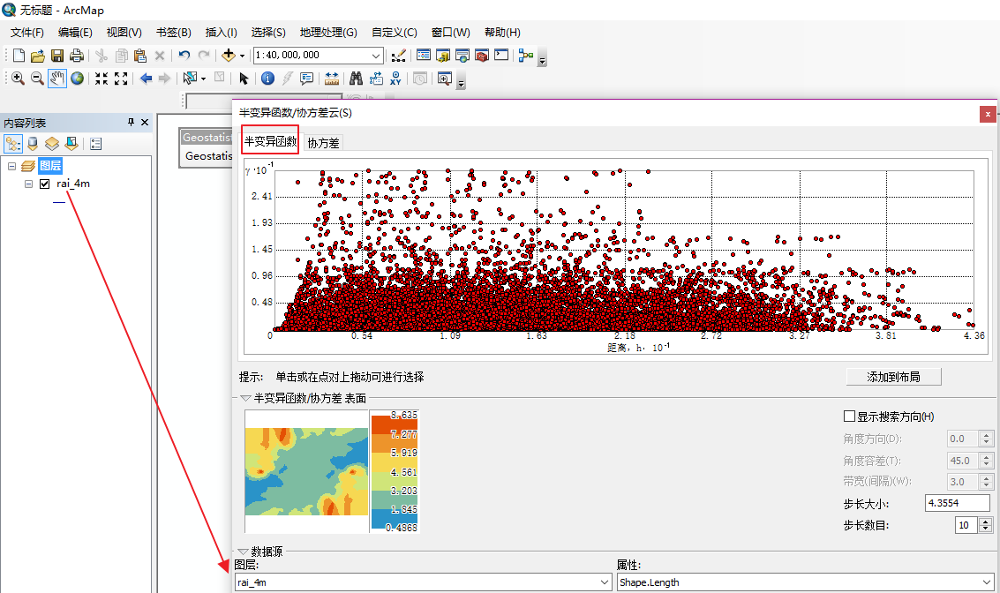 无标题 - ArcMap
文件(F) 编辑(E) 视图(V) 书签(B) 插入(I) 选择(S) 地理处理(G) 自定义(C) 窗口(W) 帮助(H)
1:40,000,000
内容列表
图层
rai_4m
Geostatist
Geostatis
半变异函数/协方差云(S)
半变异函数 协方差
γ·10⁻¹
2.41
1.93
1.45
0.96
0.48
0 0.54 1.09 1.63 2.18 2.72 3.27 3.81 4.36
距离, h·10⁻¹
提示: 单击或在点对上拖动可进行选择
添加到布局
半变异函数/协方差 表面
8.635
7.277
5.919
4.561
3.203
1.845
0.4868
显示搜索方向(H)
角度方向(D): 0.0
角度容差(T): 45.0
带宽(间隔)(W): 3.0
步长大小: 4.3554
步长数目: 10
数据源
图层: 属性:
rai_4m Shape.Length